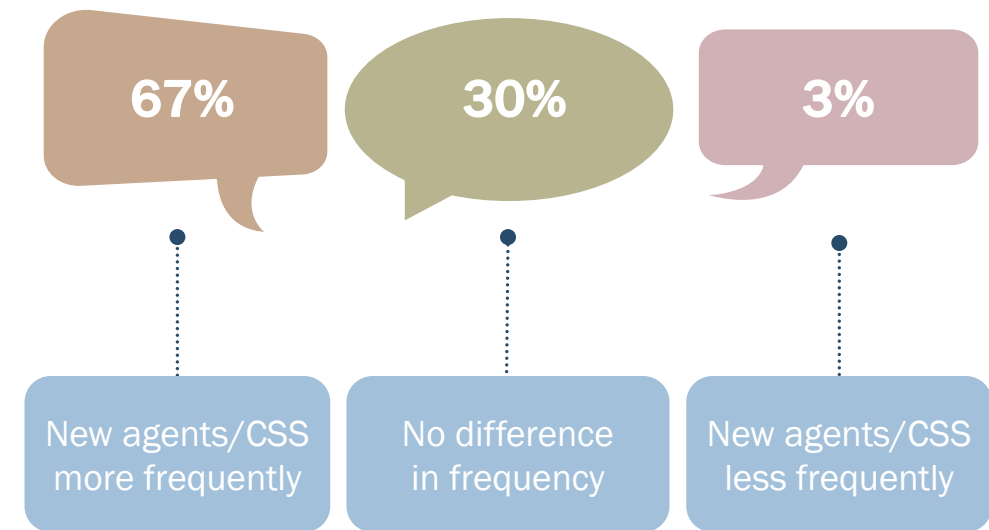 67%
30%
3%
New agents/CSS
more frequently
No difference
in frequency
New agents/CSS
less frequently